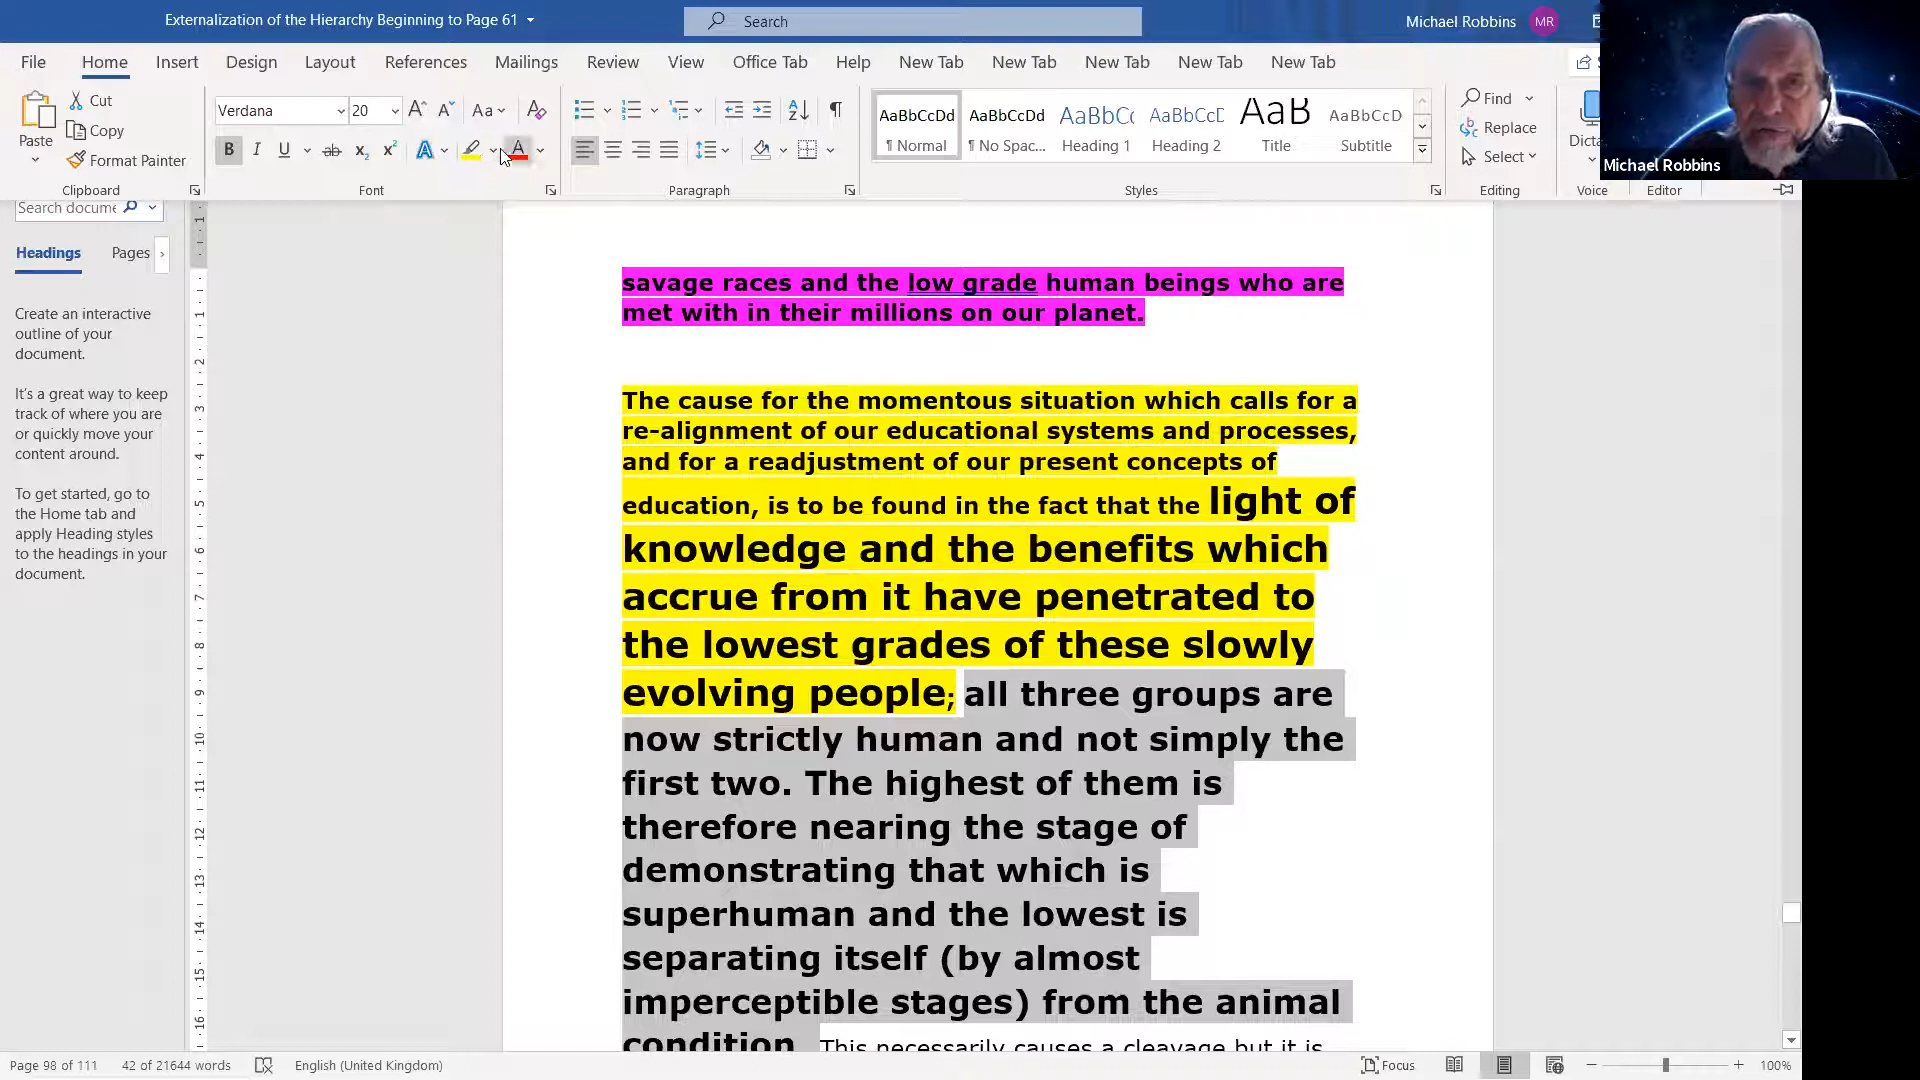 Externalization of the Hierarchy Beginning to Page 61
Search
Michael Robbins
MR
File Home Insert Design Layout References Mailings Review View Office Tab Help New Tab New Tab New Tab New Tab New Tab
Paste
Cut
Copy
Format Painter
Clipboard
Verdana 20
Font
Paragraph
AaBbCcDd
¶ Normal
AaBbCcDd
¶ No Spac...
AaBbCc
Heading 1
AaBbCcD
Heading 2
AaB
Title
AaBbCcD
Subtitle
Styles
Find
Replace
Select
Editing
Voice
Editor
Michael Robbins
Headings Pages
Create an interactive
outline of your
document.
It's a great way to keep
track of where you are
or quickly move your
content around.
To get started, go to
the Home tab and
apply Heading styles
to the headings in your
document.
savage races and the low grade human beings who are
met with in their millions on our planet.
The cause for the momentous situation which calls for a
re-alignment of our educational systems and processes,
and for a readjustment of our present concepts of
education, is to be found in the fact that the light of
knowledge and the benefits which
accrue from it have penetrated to
the lowest grades of these slowly
evolving people; all three groups are
now strictly human and not simply the
first two. The highest of them is
therefore nearing the stage of
demonstrating that which is
superhuman and the lowest is
separating itself (by almost
imperceptible stages) from the animal
condition. This necessarily causes a cleavage but it is
Page 98 of 111 42 of 21644 words English (United Kingdom)
Focus
100%